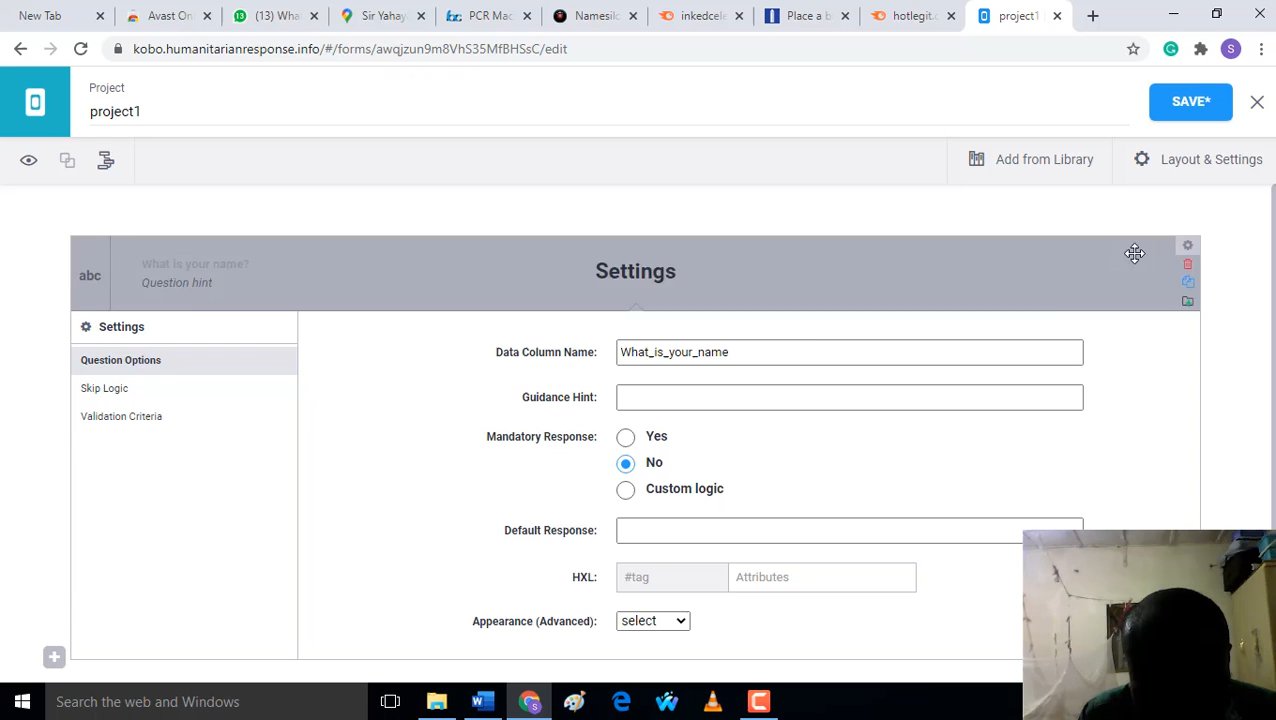 New Tab
Avast On
(13) Wha
Sir Yahay
PCR Mac
Namesilo
inkedcele
Place a
hotlegit.c
project1
kobo.humanitarianresponse.info/#/forms/awqjzun9m8VhS35MfBHSsC/edit
S
Project
project1
SAVE*
Add from Library
Layout & Settings
abc
What is your name?
Question hint
Settings
Settings
Question Options
Skip Logic
Validation Criteria
Data Column Name:
What_is_your_name
Guidance Hint:
Mandatory Response:
Yes
No
Custom logic
Default Response:
HXL:
#tag
Attributes
Appearance (Advanced):
select
Search the web and Windows